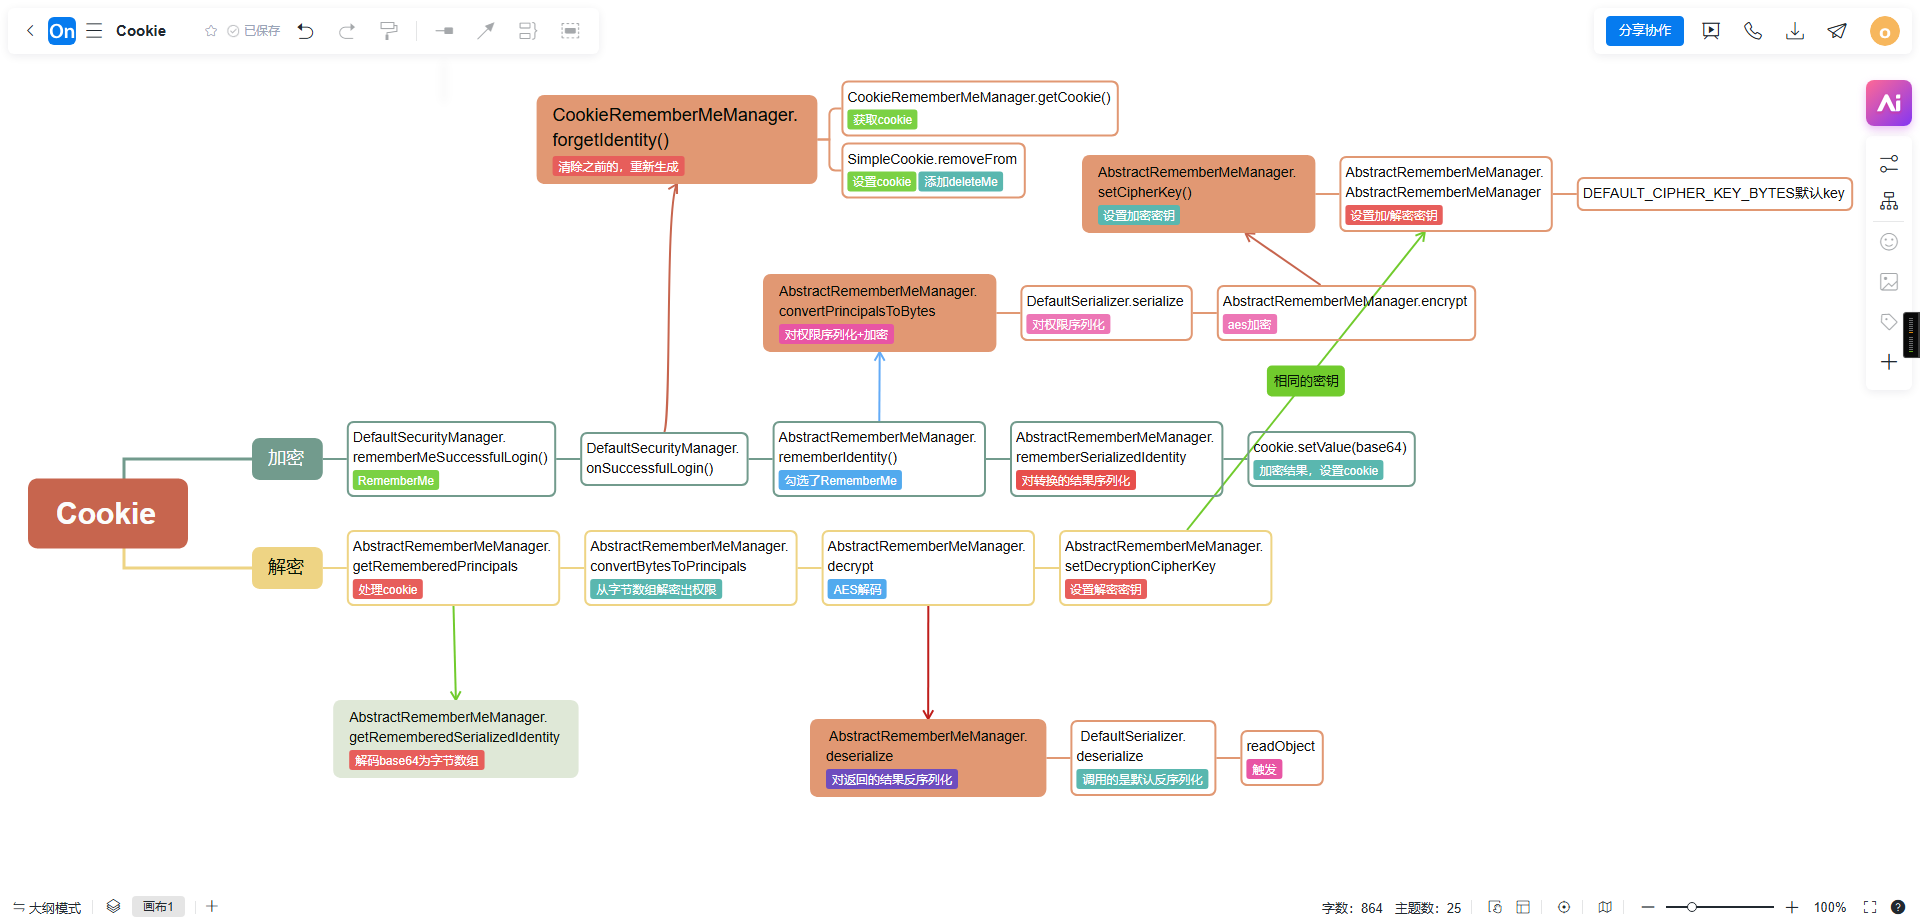 On
Cookie
已保存
分享协作
o
Ai
CookieRememberMeManager.
forgetIdentity()
清除之前的，重新生成
CookieRememberMeManager.getCookie()
获取cookie
SimpleCookie.removeFrom
设置cookie 添加deleteMe
AbstractRememberMeManager.
setCipherKey()
设置加密密钥
AbstractRememberMeManager.
AbstractRememberMeManager
设置加/解密密钥
DEFAULT_CIPHER_KEY_BYTES默认key
AbstractRememberMeManager.
convertPrincipalsToBytes
对权限序列化+加密
DefaultSerializer.serialize
对权限序列化
AbstractRememberMeManager.encrypt
aes加密
相同的密钥
Cookie
加密
DefaultSecurityManager.
rememberMeSuccessfulLogin()
RememberMe
DefaultSecurityManager.
onSuccessfulLogin()
AbstractRememberMeManager.
rememberIdentity()
勾选了RememberMe
AbstractRememberMeManager.
rememberSerializedIdentity
对转换的结果序列化
cookie.setValue(base64)
加密结果，设置cookie
解密
AbstractRememberMeManager.
getRememberedPrincipals
处理cookie
AbstractRememberMeManager.
convertBytesToPrincipals
从字节数组解密出权限
AbstractRememberMeManager.
decrypt
AES解码
AbstractRememberMeManager.
setDecryptionCipherKey
设置解密密钥
AbstractRememberMeManager.
getRememberedSerializedIdentity
解码base64为字节数组
AbstractRememberMeManager.
deserialize
对返回的结果反序列化
DefaultSerializer.
deserialize
调用的是默认反序列化
readObject
触发
大纲模式
画布1
字数：864 主题数：25
100%